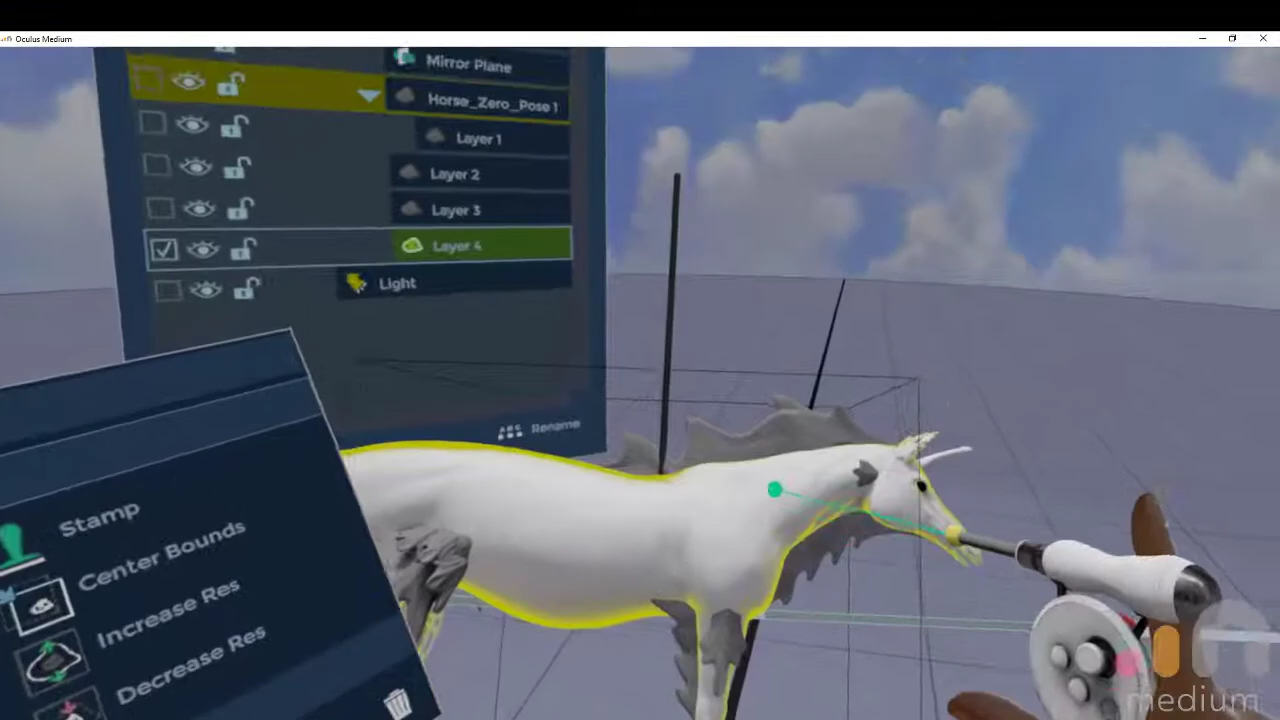 Oculus Medium
Mirror Plane
Horse_Zero_Pose 1
Layer 1
Layer 2
Layer 3
Layer 4
Light
ABS Rename
Stamp
Center Bounds
Increase Res
Decrease Res
medium